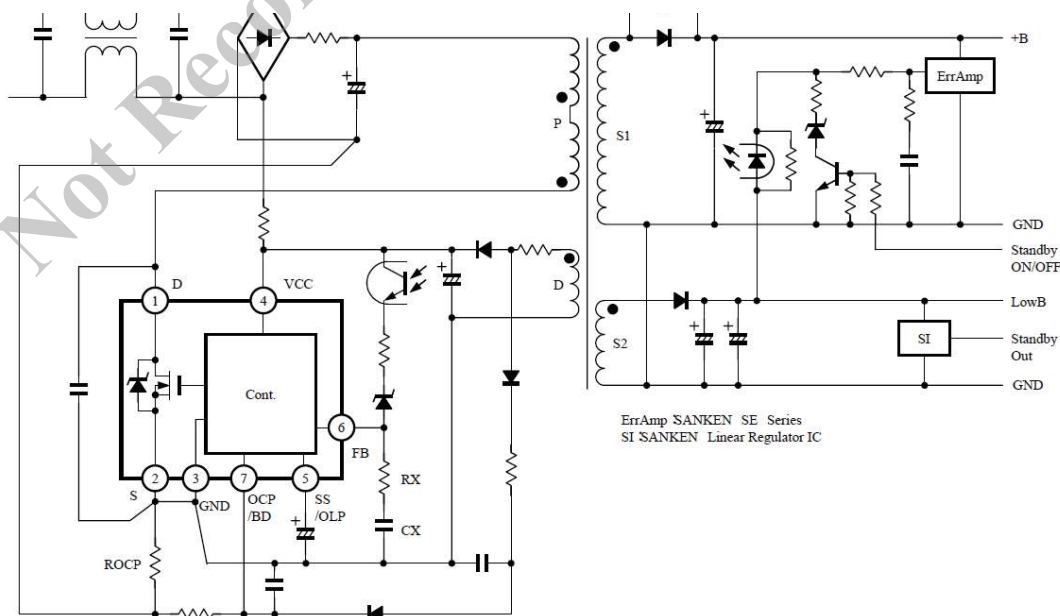 Not Reco
+B
ErrAmp
P
S1
GND
Standby
ON/OFF
D
VCC
D
LowB
1
4
S2
SI
Standby
Out
Cont.
GND
6
FB
ErrAmp SANKEN SE Series
SI SANKEN Linear Regulator IC
2
3
7
5
RX
S
GND
OCP
/BD
SS
/OLP
CX
ROCP